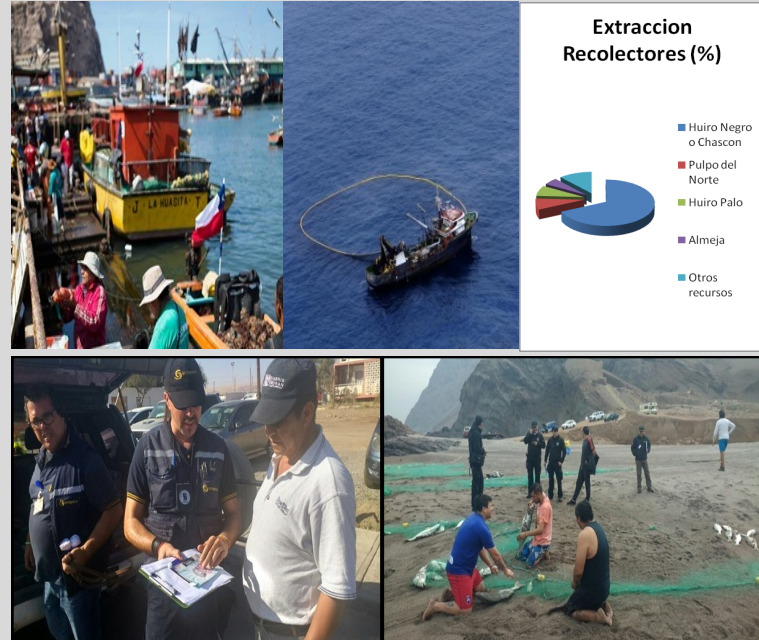 J LA HUASITA T
Extraccion
Recolectores (%)
Huiro Negro
o Chascon
Pulpo del
Norte
Huiro Palo
Almeja
Otros
recursos